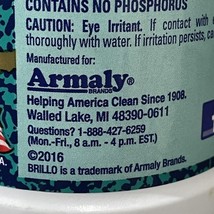 CONTAINS NO PHOSPHORUS
CAUTION: Eye Irritant. If contact with
thoroughly with water. If irritation persists, ca
Manufactured for:
Armaly®
BRANDS
Helping America Clean Since 1908.
Walled Lake, MI 48390-0611
Questions? 1-888-427-6259
(Mon.-Fri., 8 a.m. - 4 p.m. EST.)
©2016
BRILLO is a trademark of Armaly Brands.